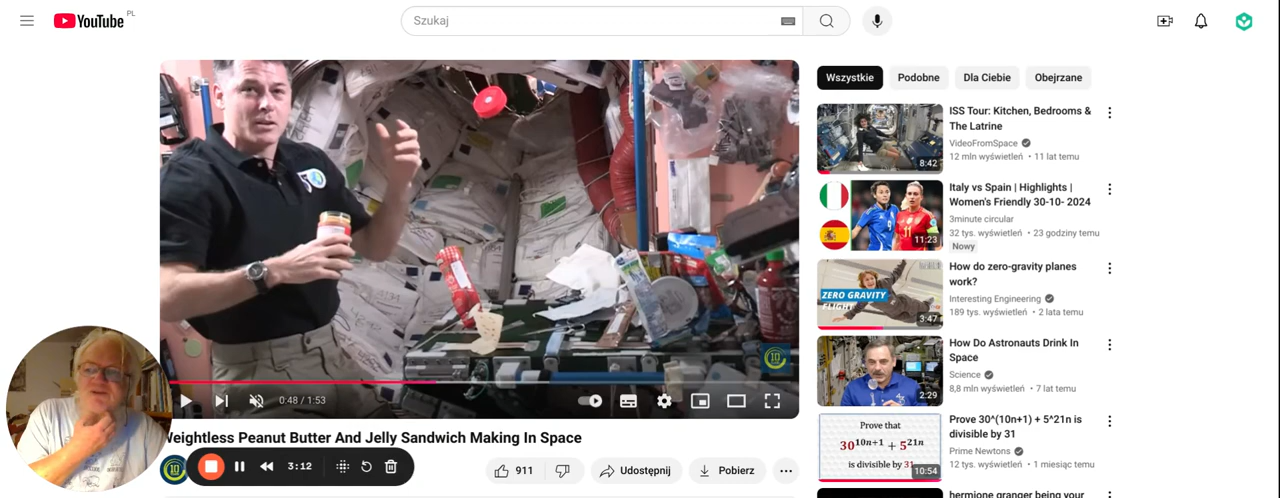 YouTube PL
Szukaj
0:48 / 1:53
Weightless Peanut Butter And Jelly Sandwich Making In Space
3:12
911
Udostępnij
Pobierz
Wszystkie
Podobne
Dla Ciebie
Obejrzane
8:42
ISS Tour: Kitchen, Bedrooms &
The Latrine
VideoFromSpace
12 mln wyświetleń • 11 lat temu
11:23
Italy vs Spain | Highlights |
Women's Friendly 30-10- 2024
3minute circular
32 tys. wyświetleń • 23 godziny temu
Nowy
ZERO GRAVITY
FLIGHT
3:47
How do zero-gravity planes
work?
Interesting Engineering
189 tys. wyświetleń • 2 lata temu
2:29
How Do Astronauts Drink In
Space
Science
8,8 mln wyświetleń • 7 lat temu
Prove that
30^10n+1 + 5^21n
is divisible by 31
10:54
Prove 30^(10n+1) + 5^21n is
divisible by 31
Prime Newtons
12 tys. wyświetleń • 1 miesiąc temu
hermione granger being your